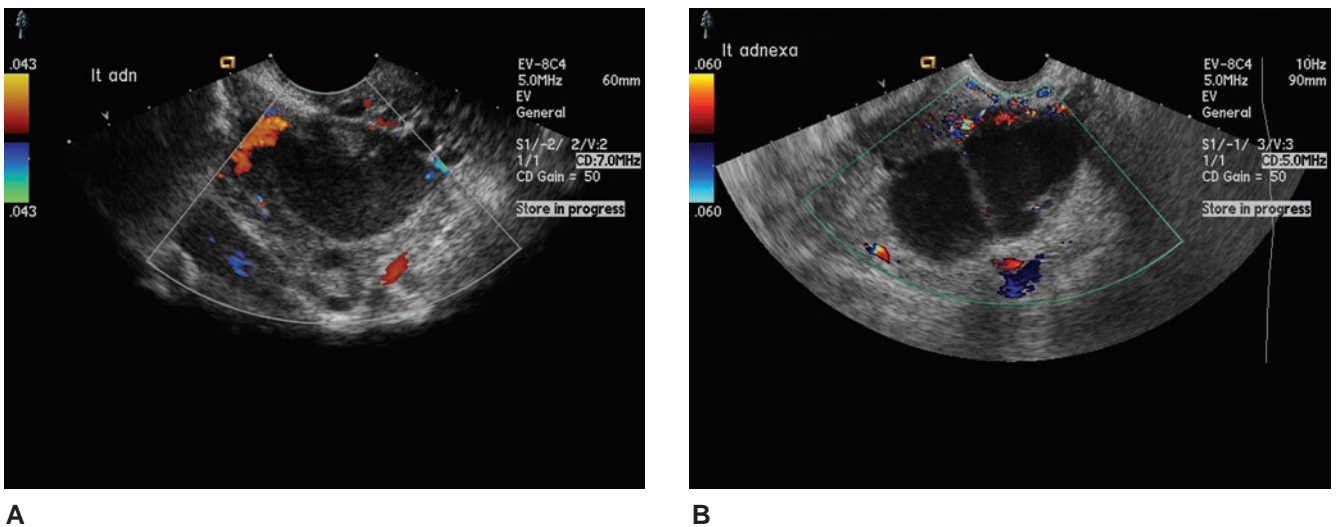 .043
.043
lt adn
EV-8C4
5.0MHz 60mm
EV
General
S1/-2/ 2/V:2
1/1 CD:7.0MHz
CD Gain = 50
Store in progress
A
.060
.060
lt adnexa
EV-8C4 10Hz
5.0MHz 90mm
EV
General
S1/-1/ 3/V:3
1/1 CD:5.0MHz
CD Gain = 50
Store in progress
B